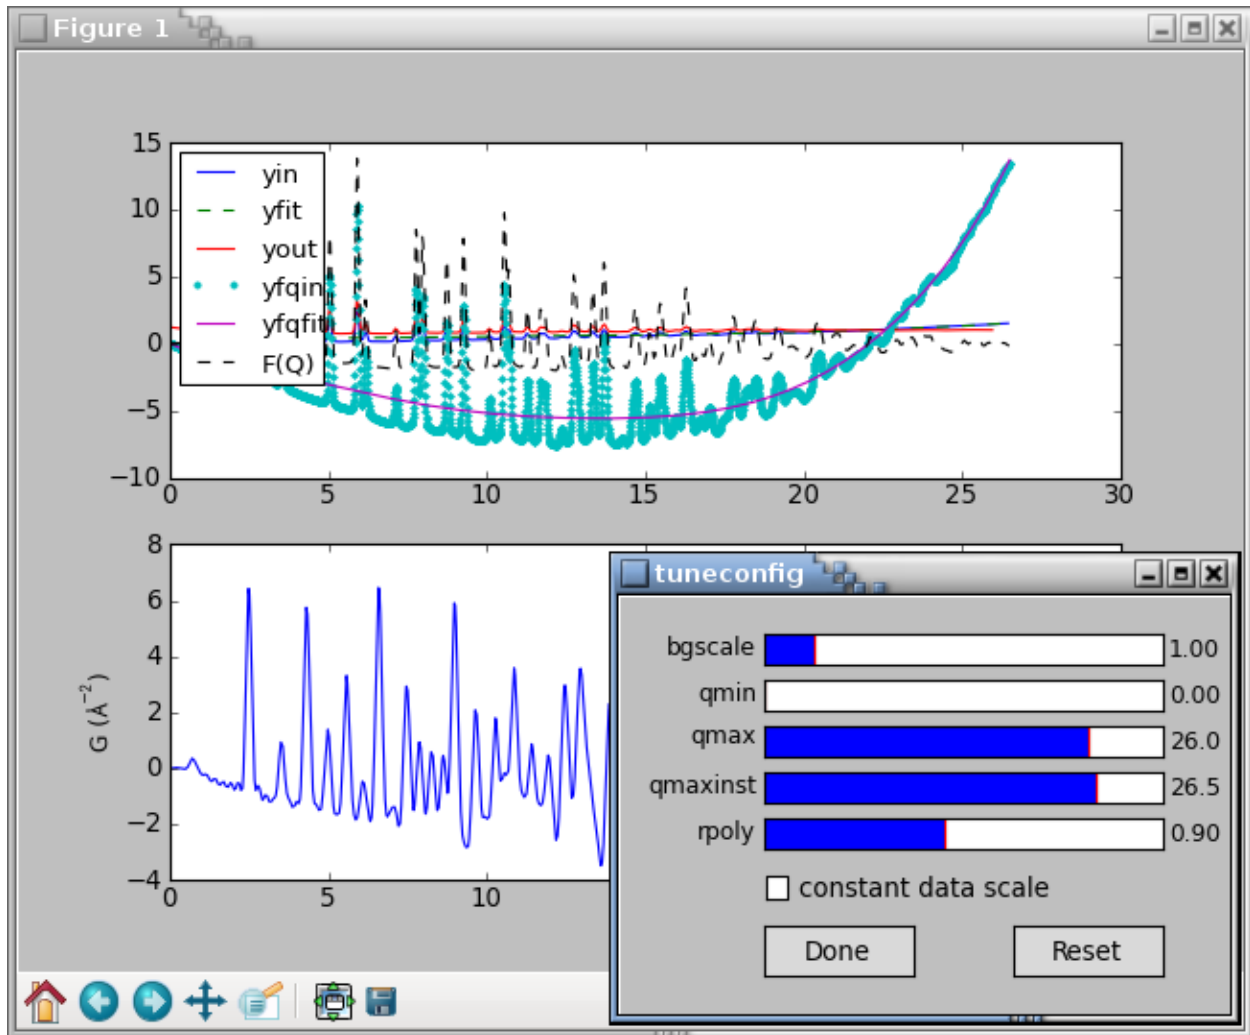 Figure 1
15
10
5
0
−5
−10
yin
yfit
yout
yfqin
yfqfit
F(Q)
0 5 10 15 20 25 30
8
6
4
2
0
−2
−4
G (Å⁻²)
0 5 10
tuneconfig
bgscale 1.00
qmin 0.00
qmax 26.0
qmaxinst 26.5
rpoly 0.90
constant data scale
Done Reset